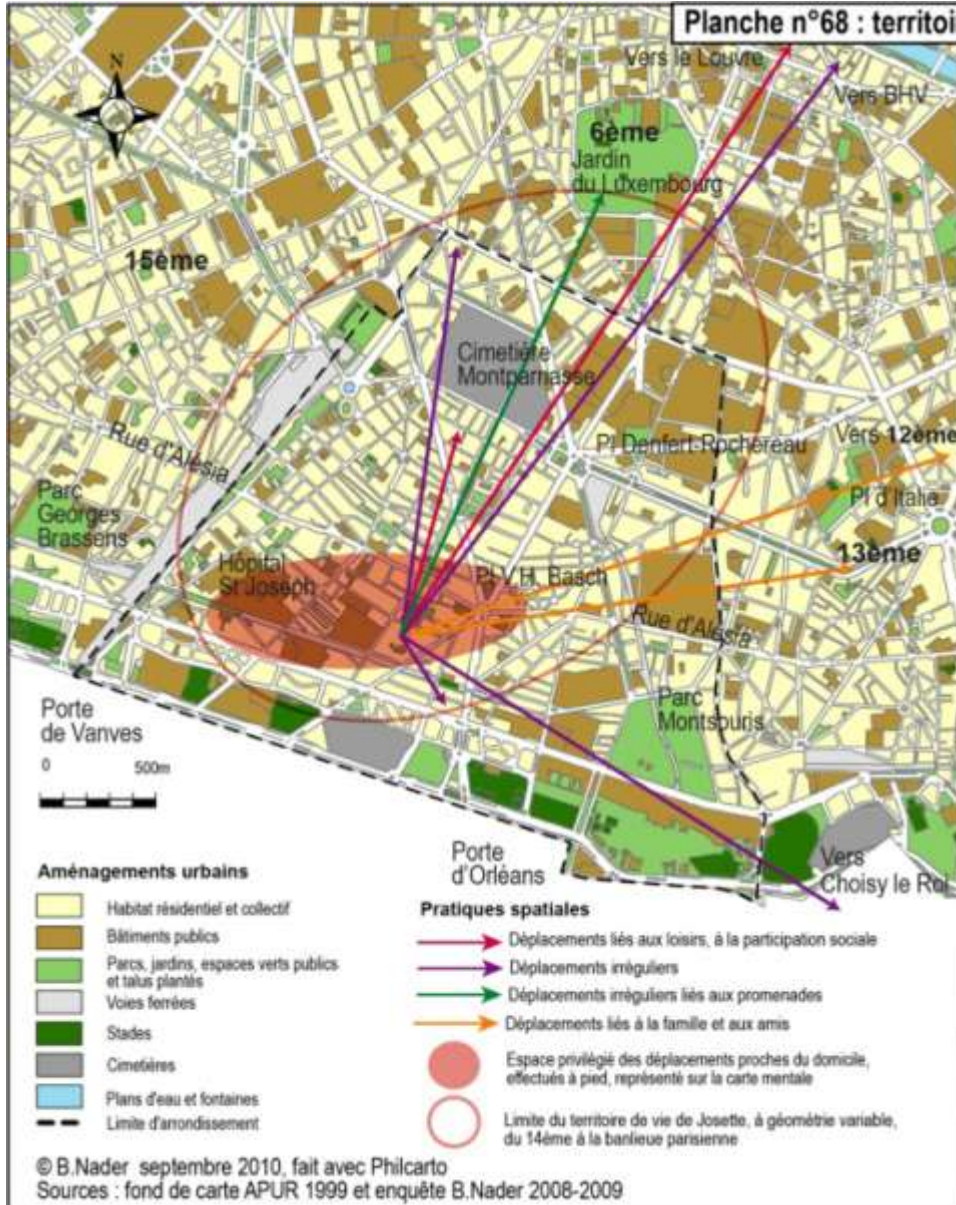 Planche n°68 : territoi
Vers le Louvre
N
Vers BHV
6ème
Jardin
du Luxembourg
15ème
Cimetière
Montparnasse
Rue d'Alésia
Pl Denfert-Rochereau
Vers 12ème
Pl d'Italie
Parc
Georges
Brassens
13ème
Hôpital
St Joseph
Pl V.H. Basch
Rue d'Alésia
Parc
Montsouris
Porte
de Vanves
0 500m
Porte
d'Orléans
Vers
Choisy le Roi
Aménagements urbains
Habitat résidentiel et collectif
Bâtiments publics
Parcs, jardins, espaces verts publics
et talus plantés
Voies ferrées
Stades
Cimetières
Plans d'eau et fontaines
Limite d'arrondissement
Pratiques spatiales
Déplacements liés aux loisirs, à la participation sociale
Déplacements irréguliers
Déplacements irréguliers liés aux promenades
Déplacements liés à la famille et aux amis
Espace privilégié des déplacements proches du domicile,
effectués à pied, représenté sur la carte mentale
Limite du territoire de vie de Josette, à géométrie variable,
du 14ème à la banlieue parisienne
© B.Nader septembre 2010, fait avec Philcarto
Sources : fond de carte APUR 1999 et enquête B.Nader 2008-2009